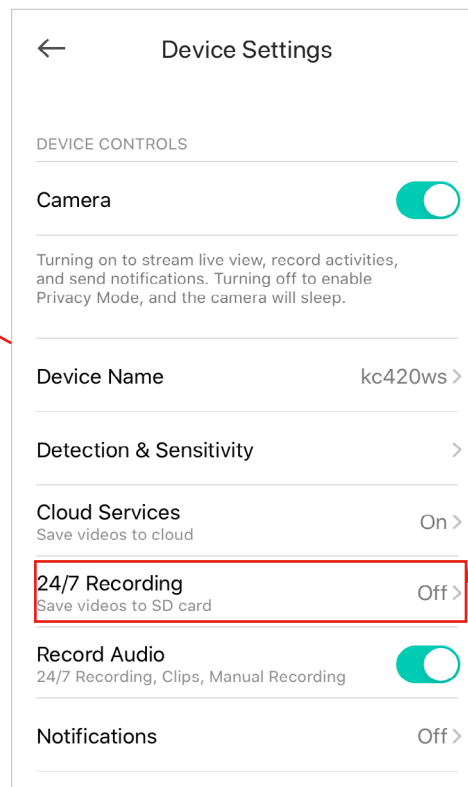 Device Settings
DEVICE CONTROLS
Camera
Turning on to stream live view, record activities,
and send notifications. Turning off to enable
Privacy Mode, and the camera will sleep.
Device Name kc420ws
Detection & Sensitivity
Cloud Services
On
Save videos to cloud
24/7 Recording
Off
Save videos to SD card
Record Audio
24/7 Recording, Clips, Manual Recording
Notifications Off